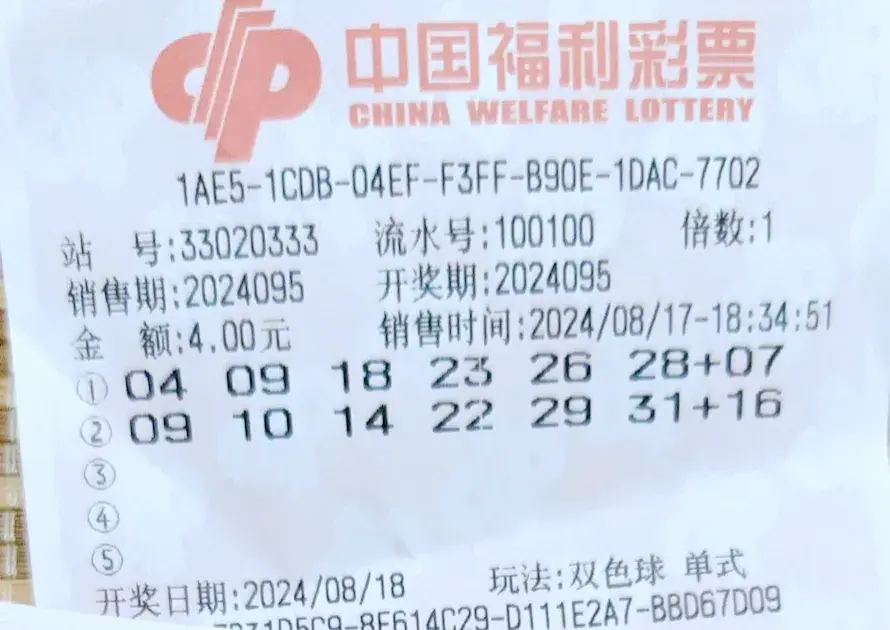 中国福利彩票
CHINA WELFARE LOTTERY
1AE5-1CDB-04EF-F3FF-B90E-1DAC-7702
站 号:33020333 流水号:100100 倍数:1
销售期:2024095 开奖期:2024095
金 额:4.00元 销售时间:2024/08/17-18:34:51
① 04 09 18 23 26 28+07
② 09 10 14 22 29 31+16
③
④
⑤
开奖日期:2024/08/18 玩法:双色球 单式
8E614C29-D111E2A7-BBD67D09